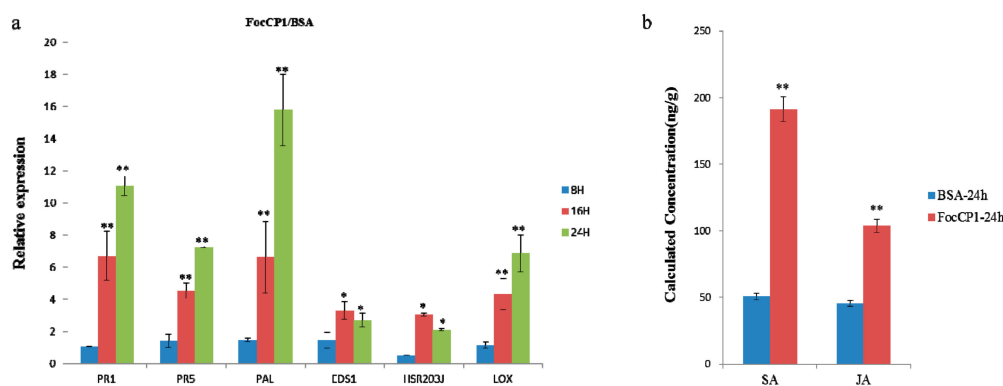 a
FocCP1/BSA
Relative expression
20
18
16
14
12
10
8
6
4
2
0
** ** ** ** ** ** * * * * ** **
PR1 PR5 PAL EDS1 HSR203J LOX
8H
16H
24H
b
Calculated Concentration(ng/g)
250
200
150
100
50
0
** **
SA JA
BSA-24h
FocCP1-24h